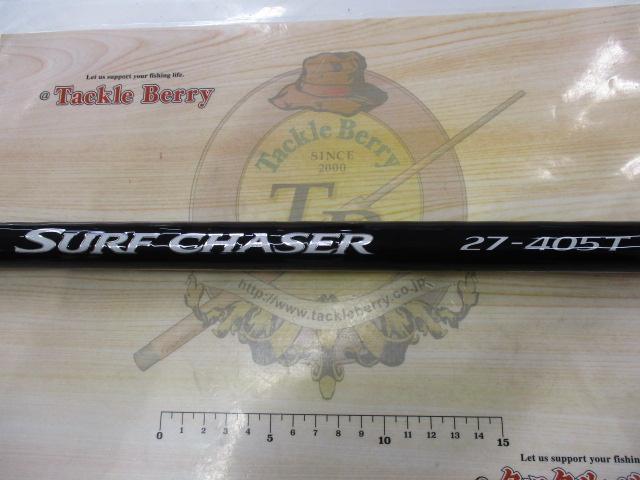 Let us support your fishing life.
@ Tackle Berry
Tackle Berry
SINCE
2000
TB
SURF CHASER 27-405T
http://www.tackleberry.co.jp
0 1 2 3 4 5 6 7 8 9 10 11 12 13 14 15
Let us support your fishing